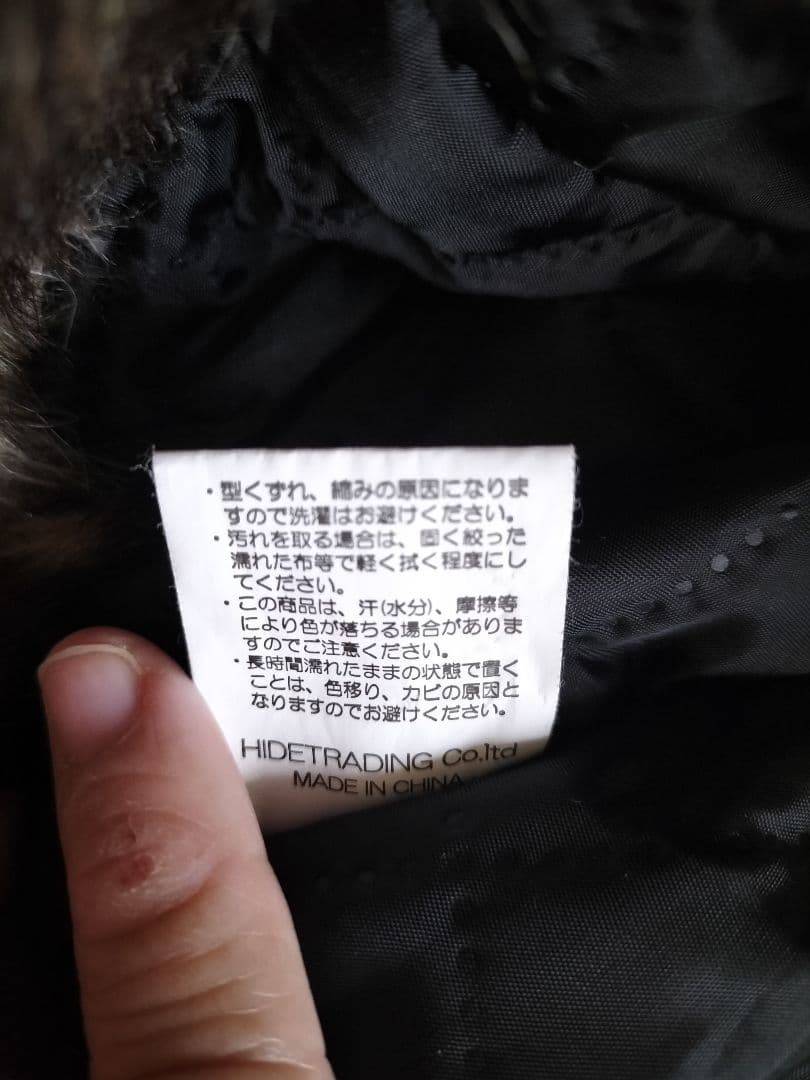 ・型くずれ、縮みの原因になりま
すので洗濯はお避けください。
・汚れを取る場合は、固く絞った
濡れた布等で軽く拭く程度にし
てください。
・この商品は、汗(水分)、摩擦等
により色が落ちる場合がありま
すのでご注意ください。
・長時間濡れたままの状態で置く
ことは、色移り、カビの原因と
なりますのでお避けください。
HIDETRADING Co.ltd
MADE IN CHINA